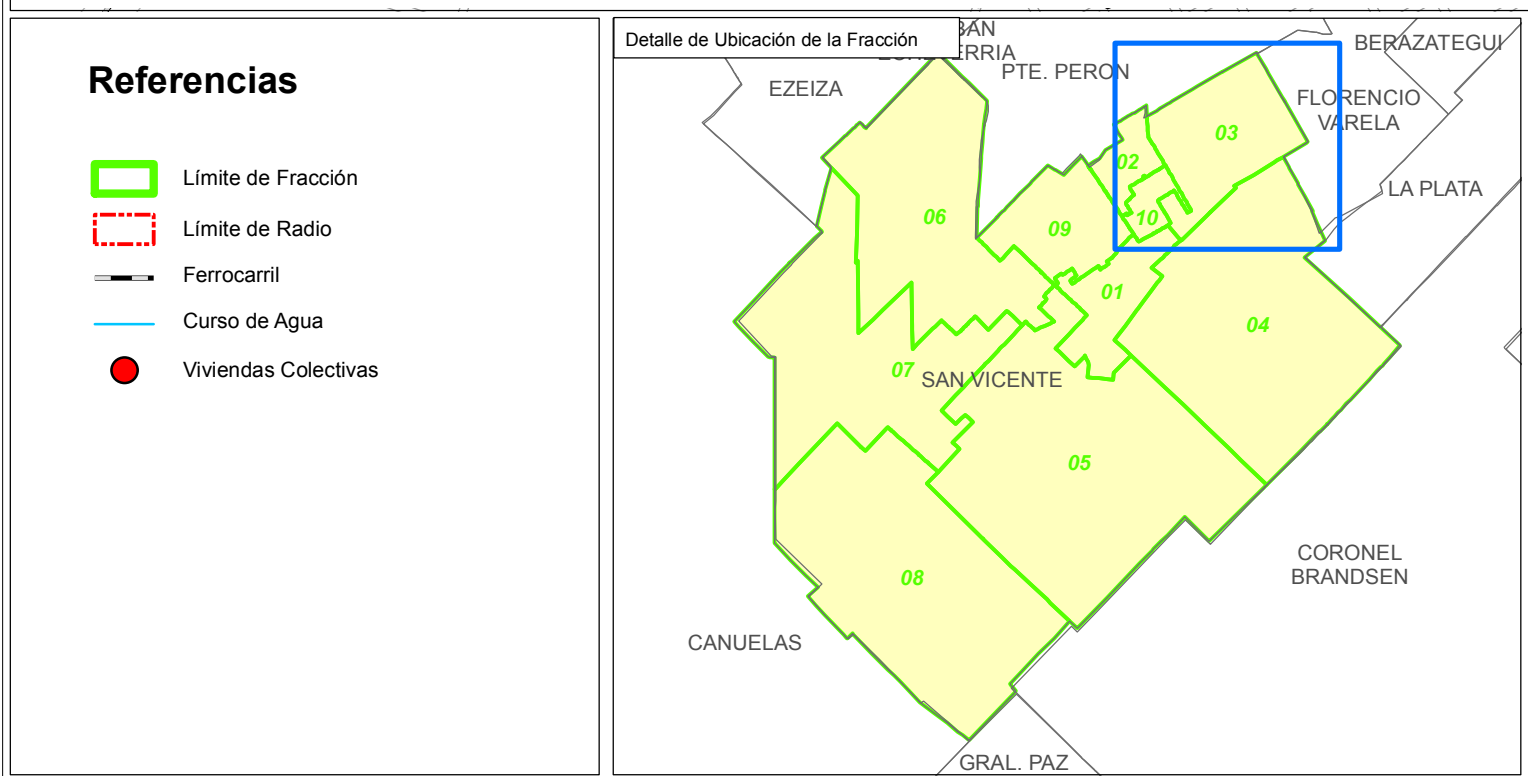 Referencias
Límite de Fracción
Límite de Radio
Ferrocarril
Curso de Agua
Viviendas Colectivas
Detalle de Ubicación de la Fracción
PTE. PERON
BERAZATEGUI
EZEIZA
FLORENCIO
VARELA
03
02
LA PLATA
06
10
09
01
04
07
SAN VICENTE
05
CORONEL
BRANDSEN
08
CANUELAS
GRAL. PAZ